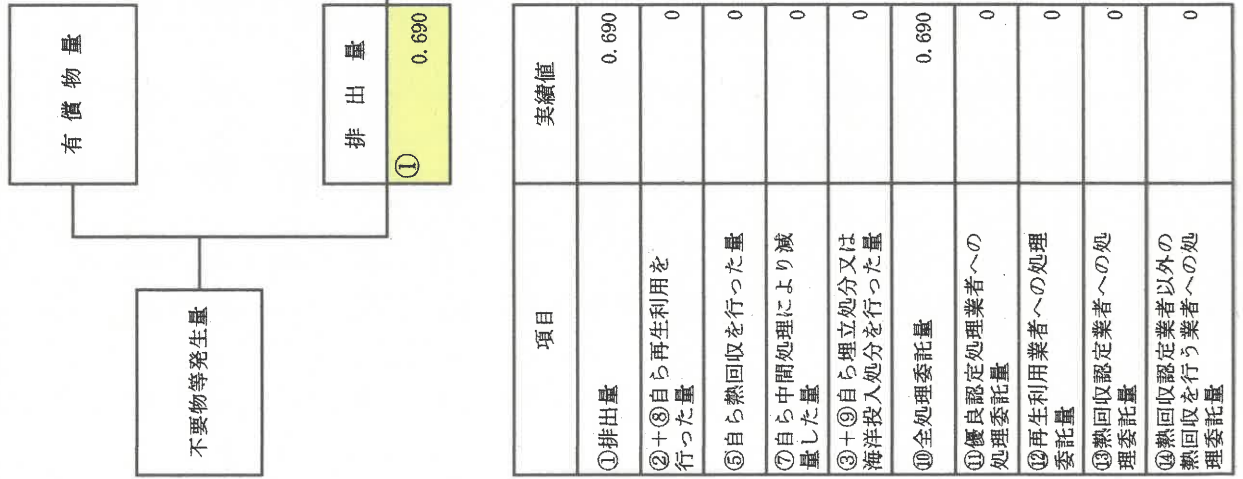 有償物量
不要物等発生量
排出量
① 0.690
項目 実績値
①排出量 0.690
②+⑧自ら再生利用を
行った量 0
⑤自ら熱回収を行った量 0
⑦自ら中間処理により減
量した量 0
③+⑨自ら埋立処分又は
海洋投入処分を行った量 0
⑩全処理委託量 0.690
⑪優良認定処理業者への
処理委託量 0
⑫再生利用業者への処理
委託量 0
⑬熱回収認定業者への処
理委託量 0
⑭熱回収認定業者以外の
熱回収を行う業者への処
理委託量 0